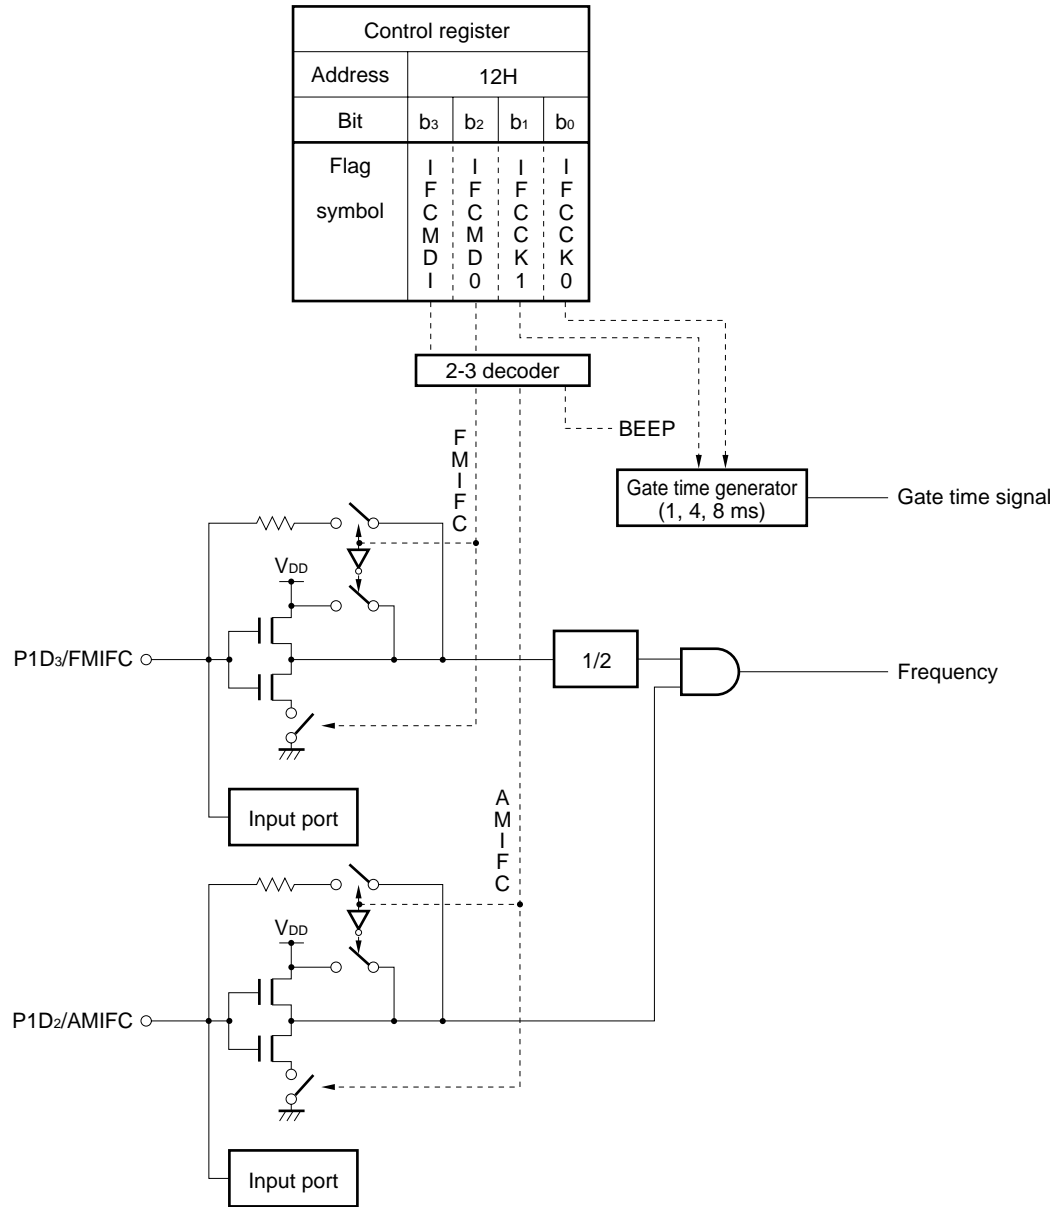 Control register
Address 12H
Bit b3 b2 b1 b0
Flag symbol
IFCMDI
IFCMD0
IFCCK1
IFCCK0
2-3 decoder
BEEP
FMIFC
Gate time generator
(1, 4, 8 ms)
Gate time signal
VDD
P1D3/FMIFC
1/2
Frequency
Input port
AMIFC
VDD
P1D2/AMIFC
Input port